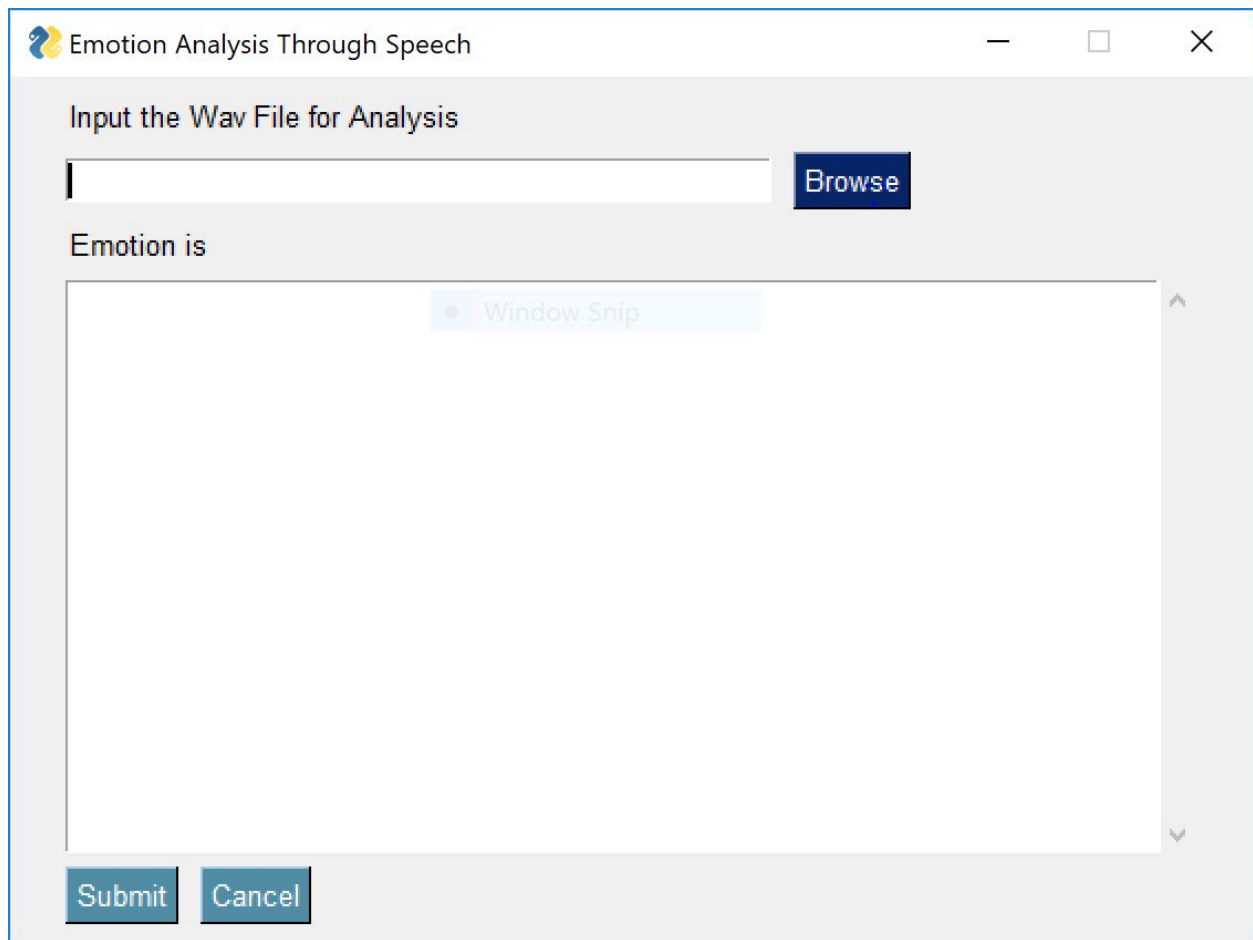 Emotion Analysis Through Speech
Input the Wav File for Analysis
Browse
Emotion is
Window Snip
Submit Cancel